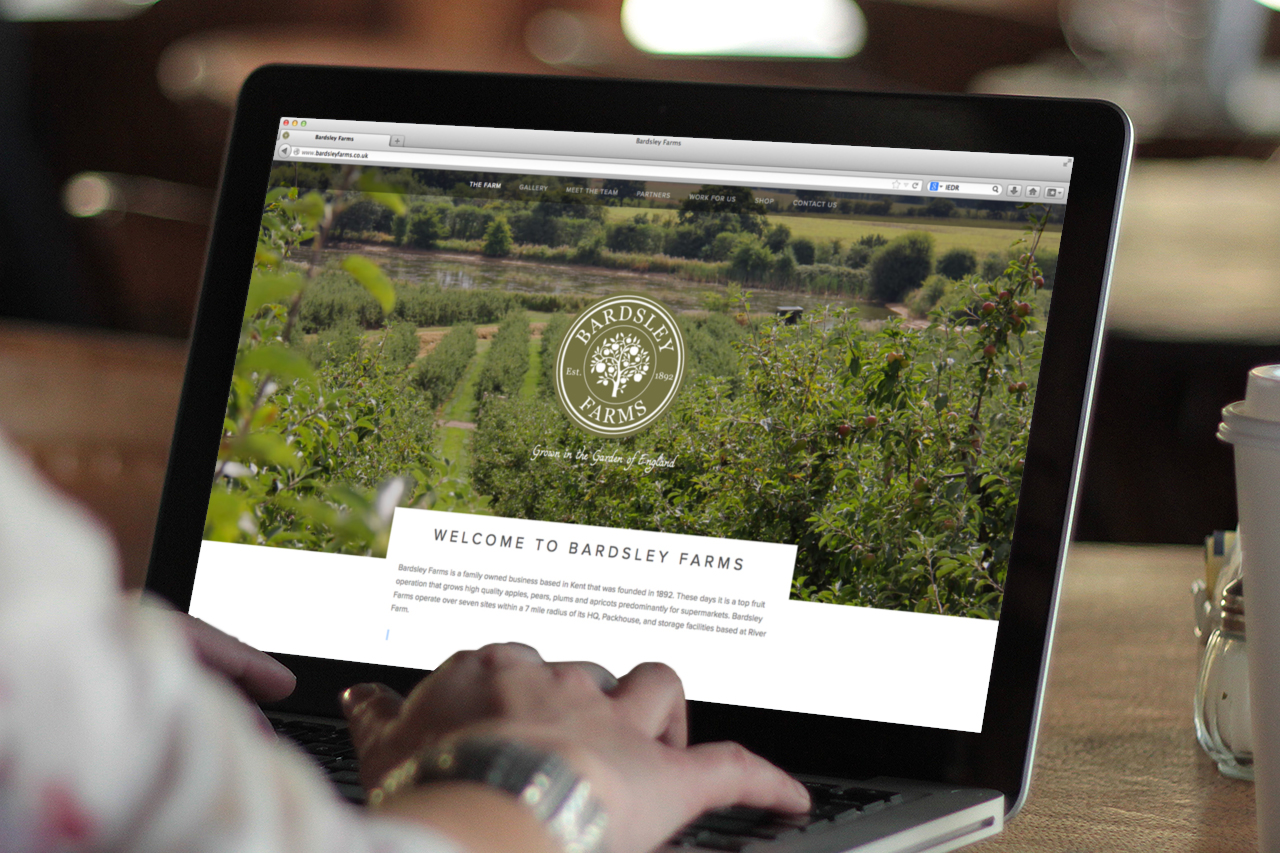 Bardsley Farms
Bardsley Farms
www.bardsleyfarms.co.uk
IEDR
THE FARM
GALLERY
MEET THE TEAM
PARTNERS
WORK FOR US
SHOP
CONTACT US
BARDSLEY
Est. 1892
FARMS
Grown in the Garden of England
WELCOME TO BARDSLEY FARMS
Bardsley Farms is a family owned business based in Kent that was founded in 1892. These days it is a top fruit
operation that grows high quality apples, pears, plums and apricots predominantly for supermarkets. Bardsley
Farms operate over seven sites within a 7 mile radius of its HQ, Packhouse, and storage facilities based at River
Farm.